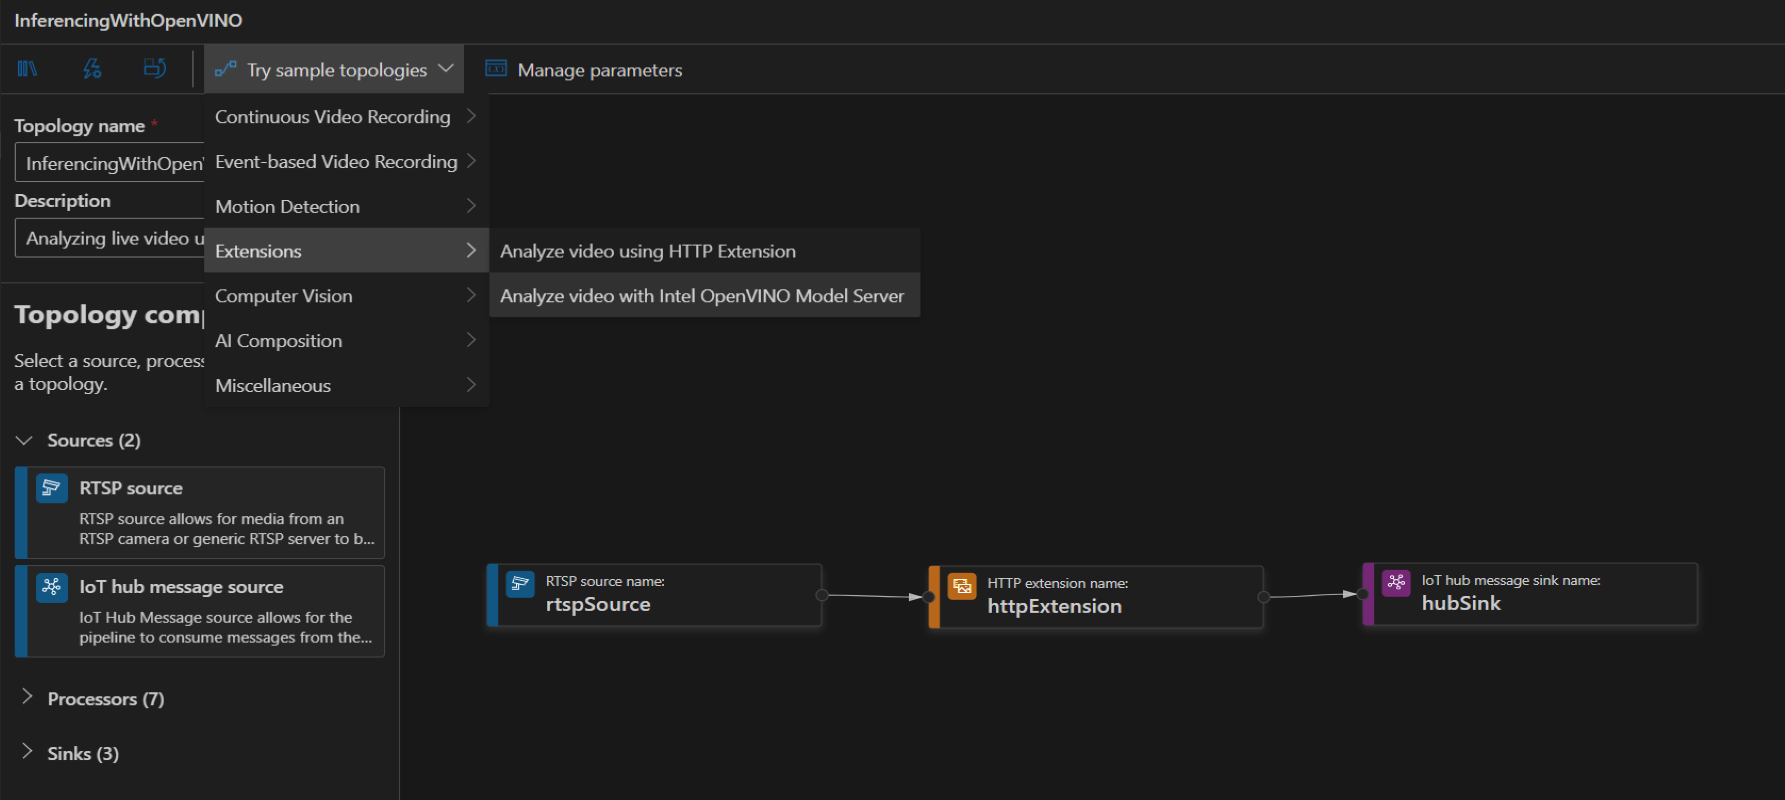 InferencingWithOpenVINO
Try sample topologies
Manage parameters
Topology name *
InferencingWithOpen
Description
Analyzing live video u
Continuous Video Recording
Event-based Video Recording
Motion Detection
Extensions
Computer Vision
AI Composition
Miscellaneous
Analyze video using HTTP Extension
Analyze video with Intel OpenVINO Model Server
Topology comp
Select a source, process
a topology.
Sources (2)
RTSP source
RTSP source allows for media from an
RTSP camera or generic RTSP server to b...
IoT hub message source
IoT Hub Message source allows for the
pipeline to consume messages from the...
Processors (7)
Sinks (3)
RTSP source name:
rtspSource
HTTP extension name:
httpExtension
IoT hub message sink name:
hubSink